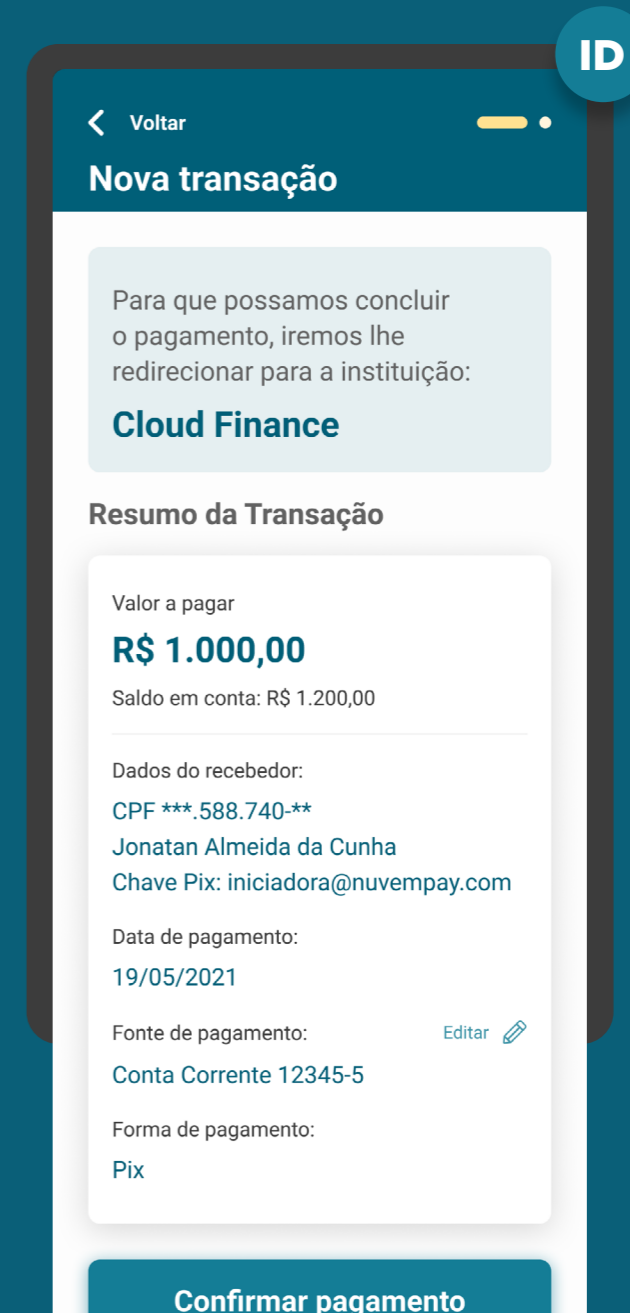 ID
Voltar
Nova transação
Para que possamos concluir
o pagamento, iremos lhe
redirecionar para a instituição:
Cloud Finance
Resumo da Transação
Valor a pagar
R$ 1.000,00
Saldo em conta: R$ 1.200,00
Dados do recebedor:
CPF ***.588.740-**
Jonatan Almeida da Cunha
Chave Pix: iniciadora@nuvempay.com
Data de pagamento:
19/05/2021
Fonte de pagamento:
Editar
Conta Corrente 12345-5
Forma de pagamento:
Pix
Confirmar pagamento